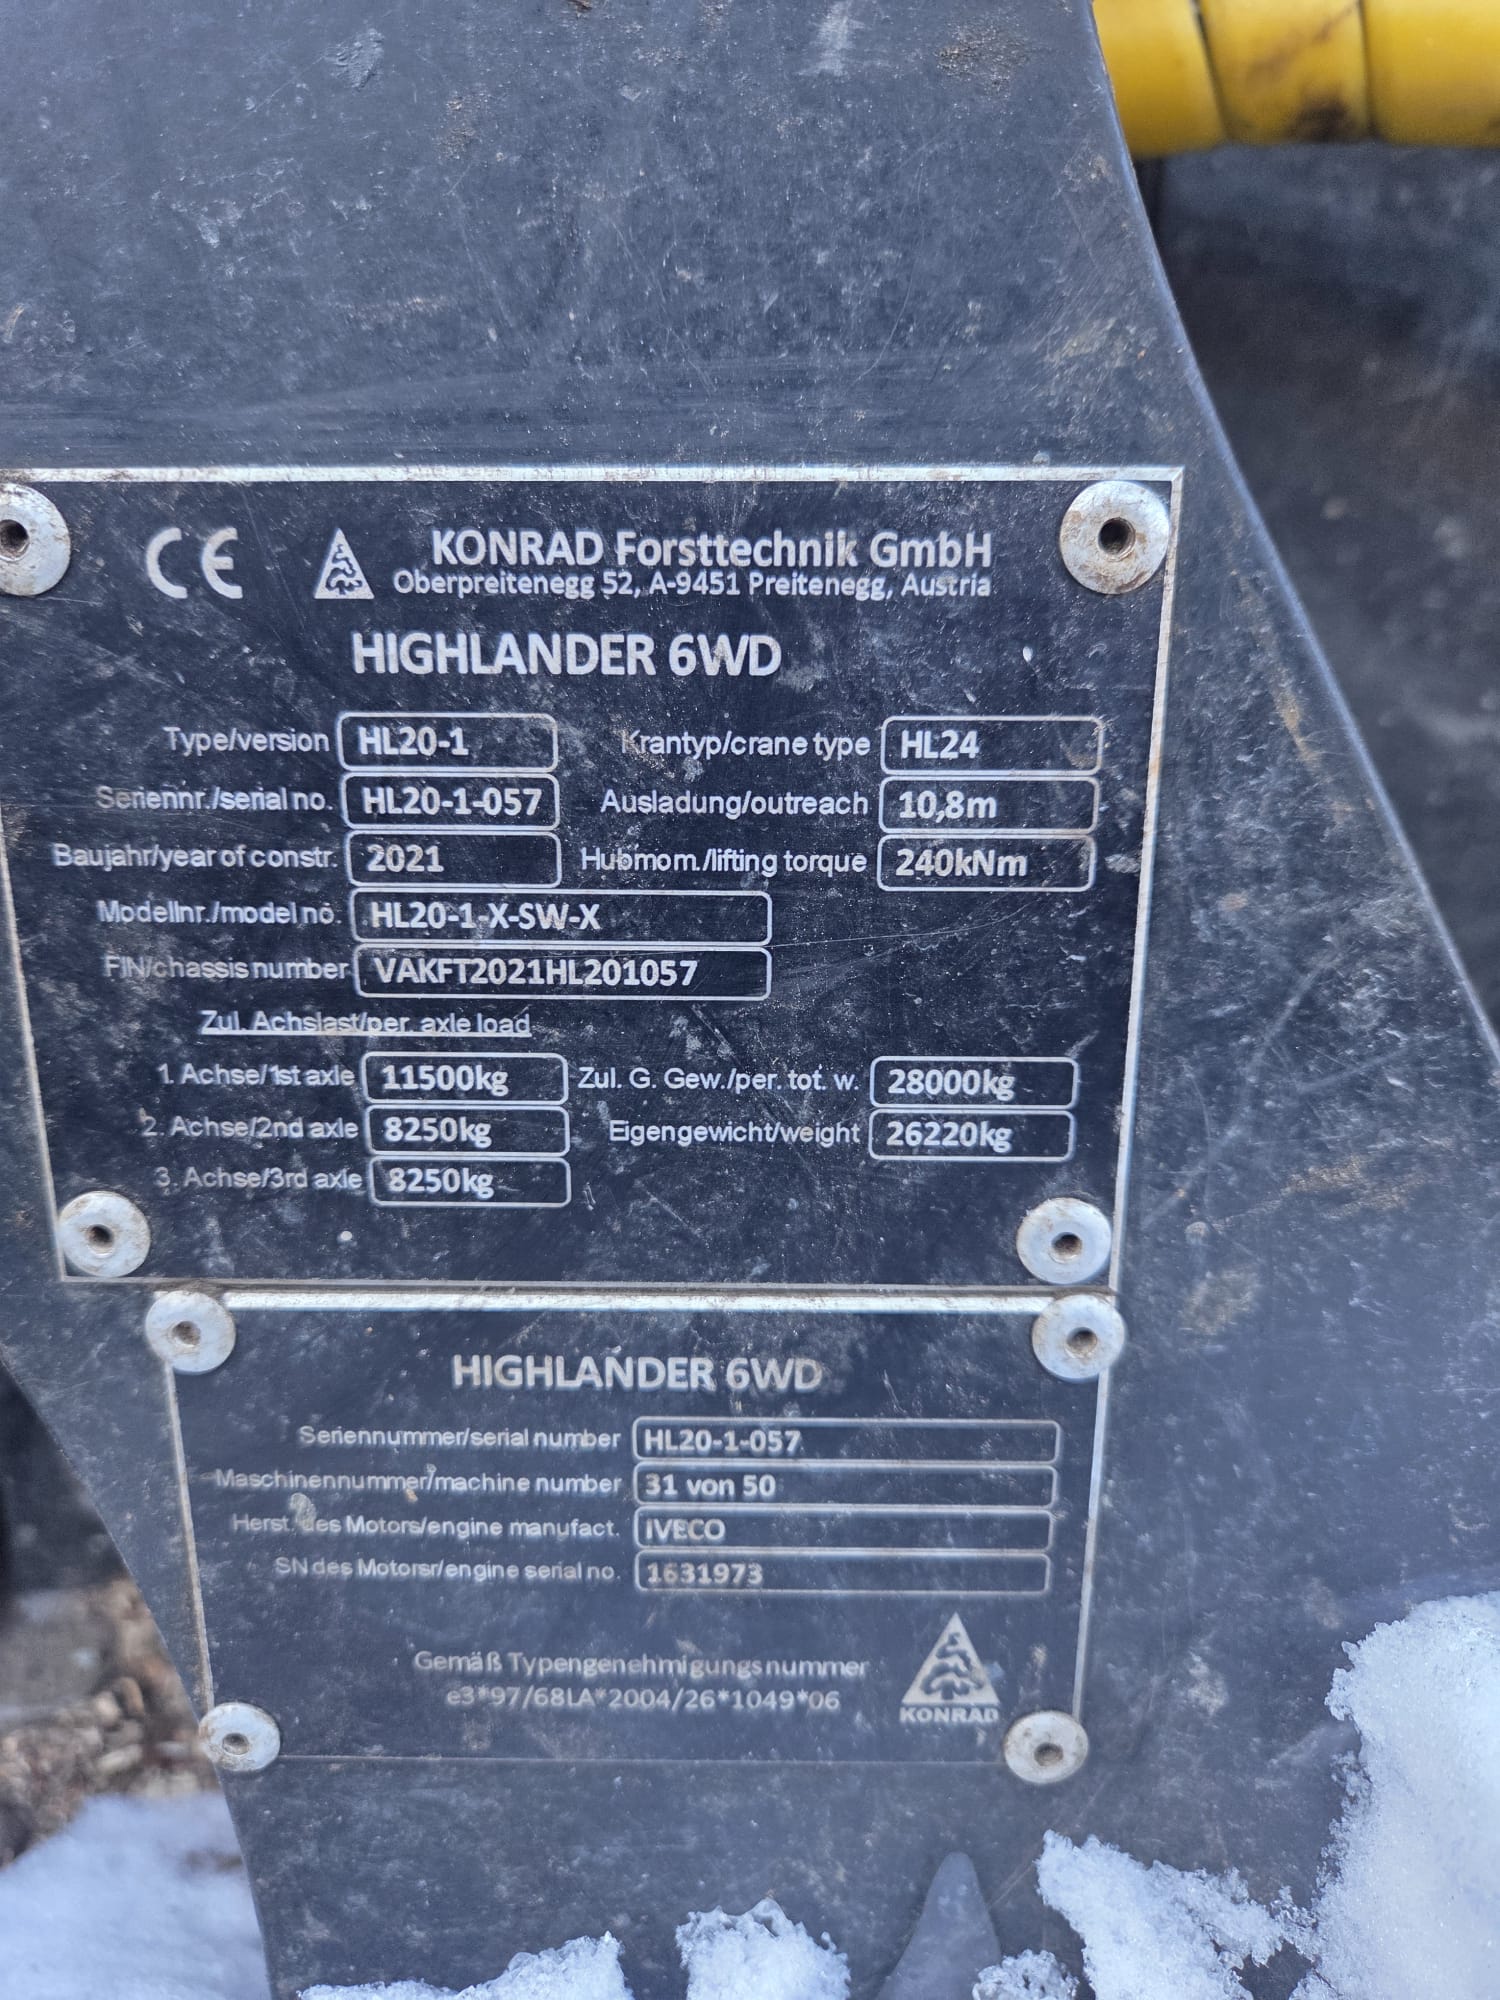 CE KONRAD Forsttechnik GmbH
Oberpreitenegg 52, A-9451 Preitenegg, Austria
HIGHLANDER 6WD
Type/version HL20-1 Krantyp/crane type HL24
Seriennr./serial no. HL20-1-057 Ausladung/outreach 10,8m
Baujahr/year of constr. 2021 Hubmom./lifting torque 240kNm
Modellnr./model no. HL20-1-X-SW-X
FIN/chassis number VAKFT2021HL201057
Zul. Achslast/per. axle load
1. Achse/1st axle 11500kg Zul. G. Gew./per. tot. w. 28000kg
2. Achse/2nd axle 8250kg Eigengewicht/weight 26220kg
3. Achse/3rd axle 8250kg
HIGHLANDER 6WD
Seriennummer/serial number HL20-1-057
Maschinennummer/machine number 31 von 50
Herst. des Motors/engine manufact. IVECO
SN des Motorsr/engine serial no. 1631973
Gemäß Typengenehmigungsnummer
e3*97/68LA*2004/26*1049*06
KONRAD